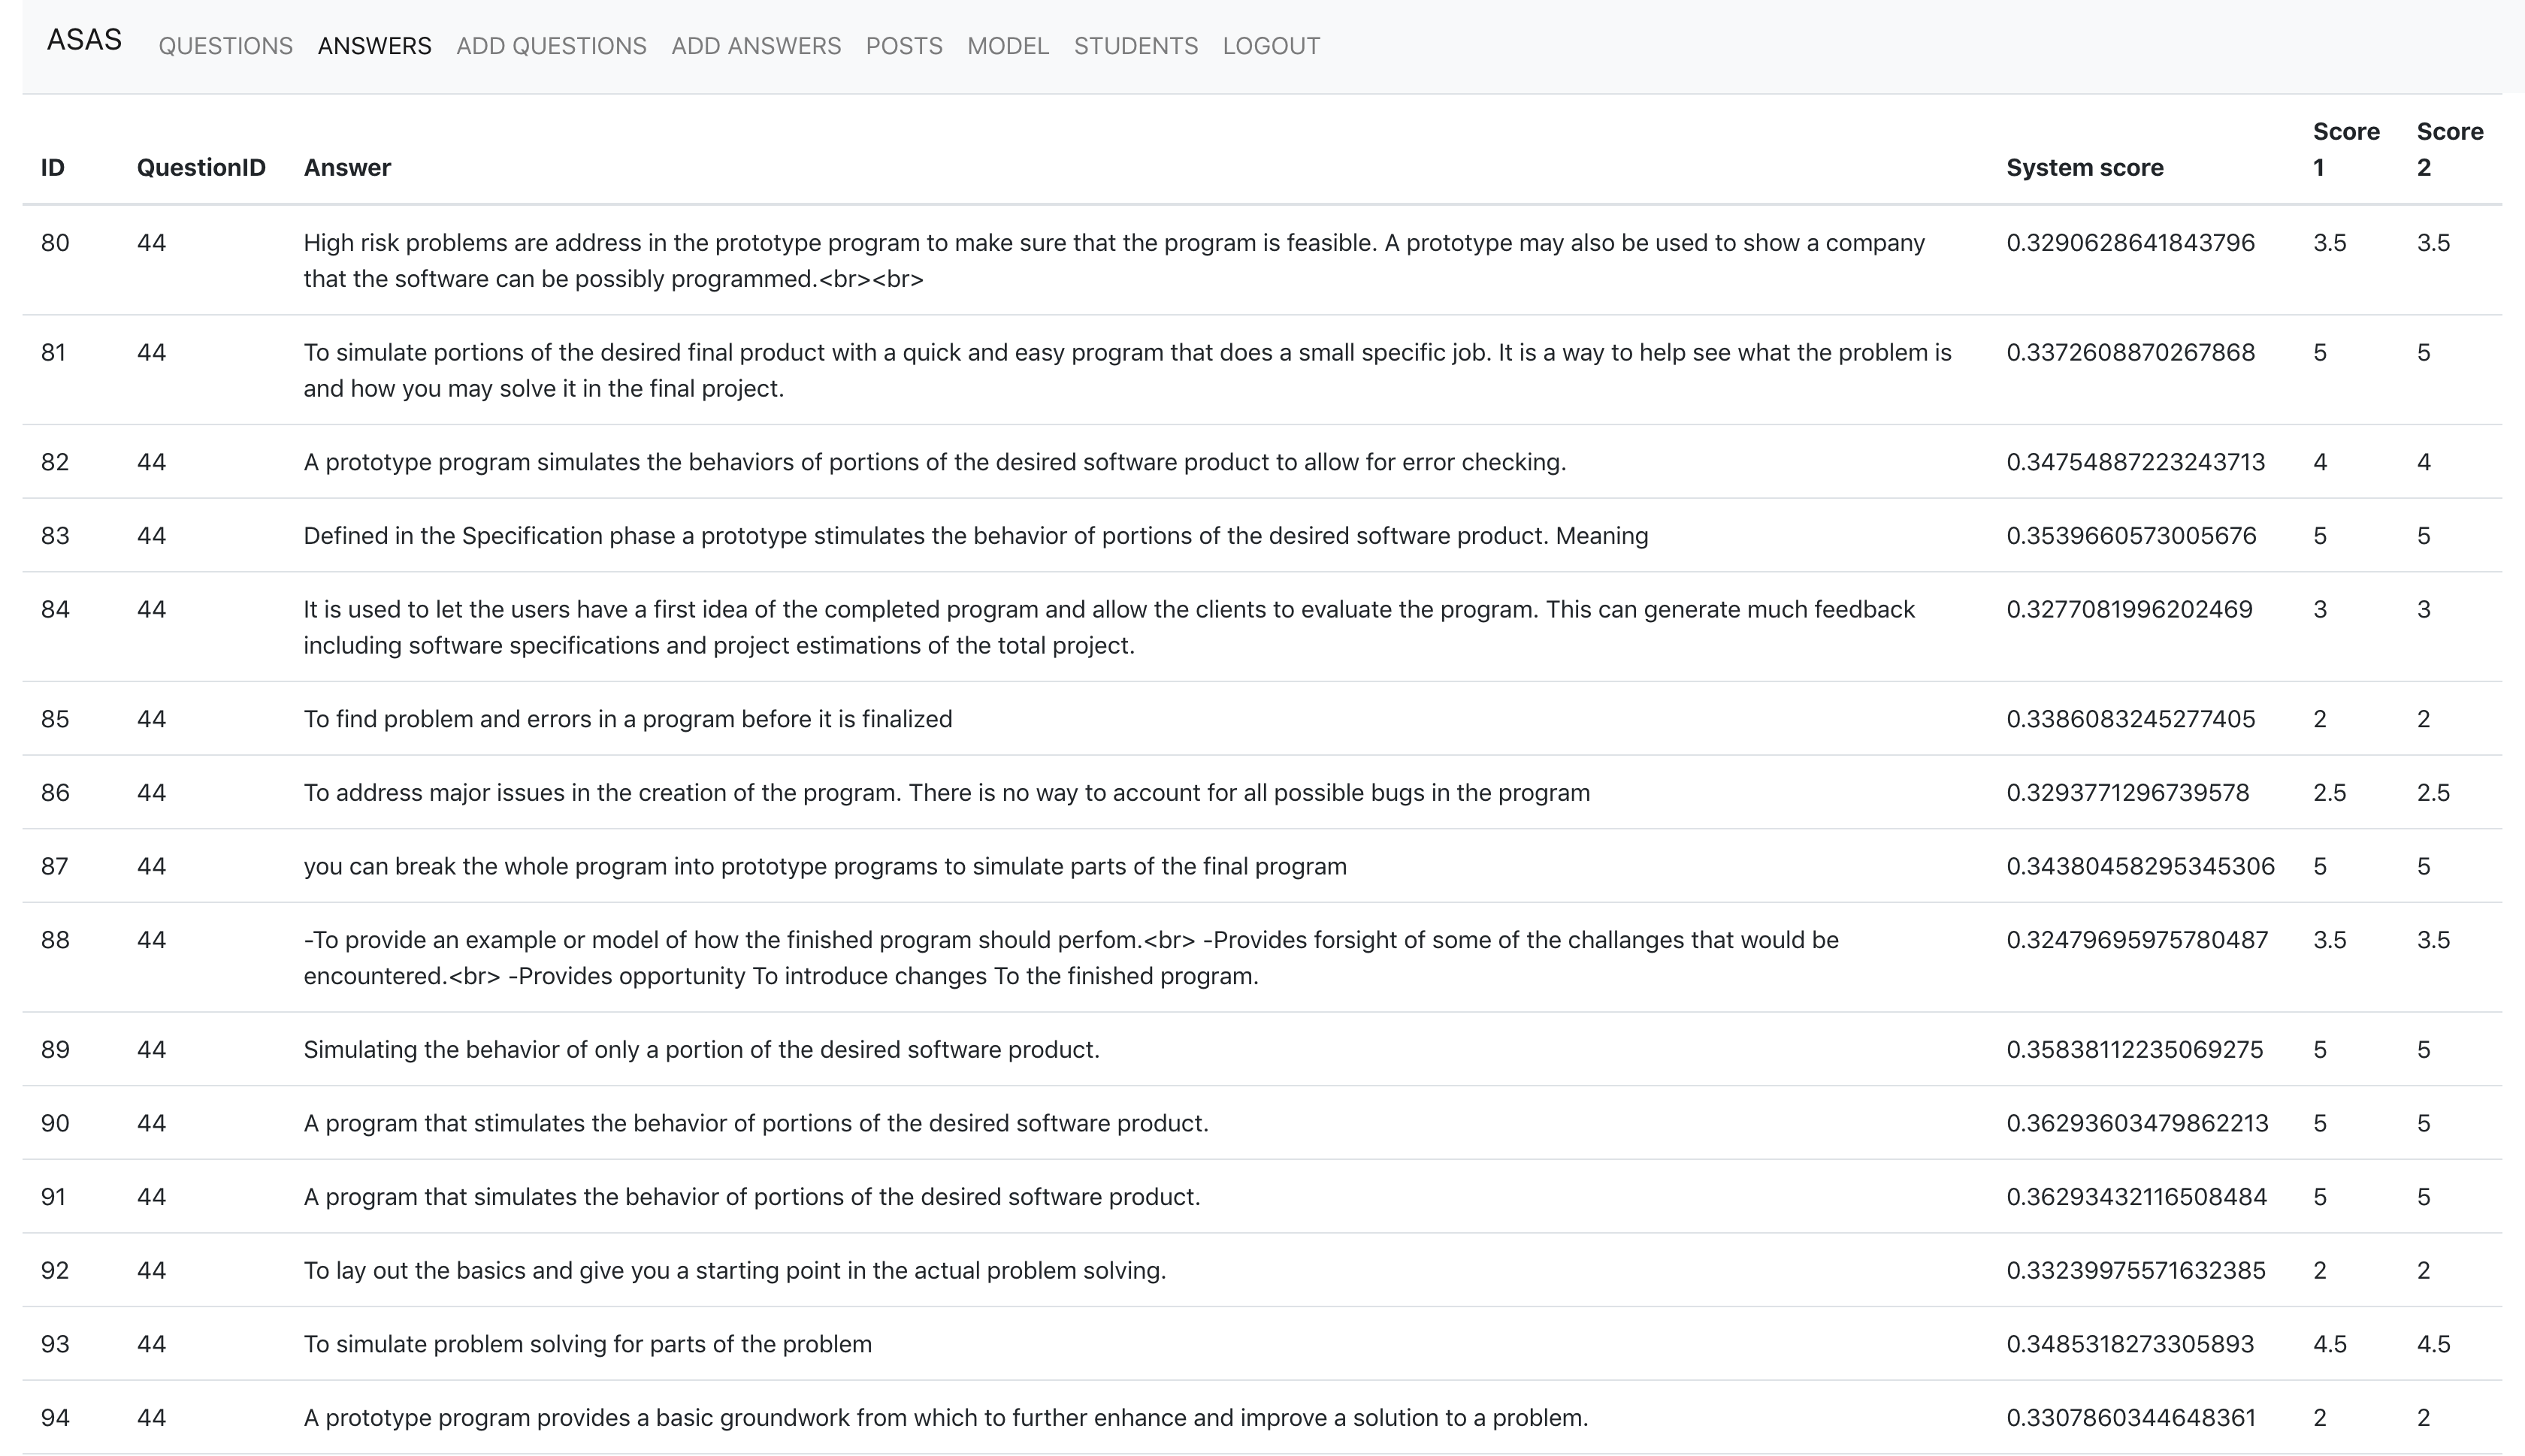 ASAS QUESTIONS ANSWERS ADD QUESTIONS ADD ANSWERS POSTS MODEL STUDENTS LOGOUT
ID QuestionID Answer System score Score 1 Score 2
80 44 High risk problems are address in the prototype program to make sure that the program is feasible. A prototype may also be used to show a company 0.3290628641843796 3.5 3.5
that the software can be possibly programmed.<br><br>
81 44 To simulate portions of the desired final product with a quick and easy program that does a small specific job. It is a way to help see what the problem is 0.3372608870267868 5 5
and how you may solve it in the final project.
82 44 A prototype program simulates the behaviors of portions of the desired software product to allow for error checking. 0.34754887223243713 4 4
83 44 Defined in the Specification phase a prototype stimulates the behavior of portions of the desired software product. Meaning 0.3539660573005676 5 5
84 44 It is used to let the users have a first idea of the completed program and allow the clients to evaluate the program. This can generate much feedback 0.3277081996202469 3 3
including software specifications and project estimations of the total project.
85 44 To find problem and errors in a program before it is finalized 0.3386083245277405 2 2
86 44 To address major issues in the creation of the program. There is no way to account for all possible bugs in the program 0.3293771296739578 2.5 2.5
87 44 you can break the whole program into prototype programs to simulate parts of the final program 0.34380458295345306 5 5
88 44 -To provide an example or model of how the finished program should perfom.<br> -Provides forsight of some of the challanges that would be 0.32479695975780487 3.5 3.5
encountered.<br> -Provides opportunity To introduce changes To the finished program.
89 44 Simulating the behavior of only a portion of the desired software product. 0.35838112235069275 5 5
90 44 A program that stimulates the behavior of portions of the desired software product. 0.36293603479862213 5 5
91 44 A program that simulates the behavior of portions of the desired software product. 0.36293432116508484 5 5
92 44 To lay out the basics and give you a starting point in the actual problem solving. 0.33239975571632385 2 2
93 44 To simulate problem solving for parts of the problem 0.3485318273305893 4.5 4.5
94 44 A prototype program provides a basic groundwork from which to further enhance and improve a solution to a problem. 0.3307860344648361 2 2